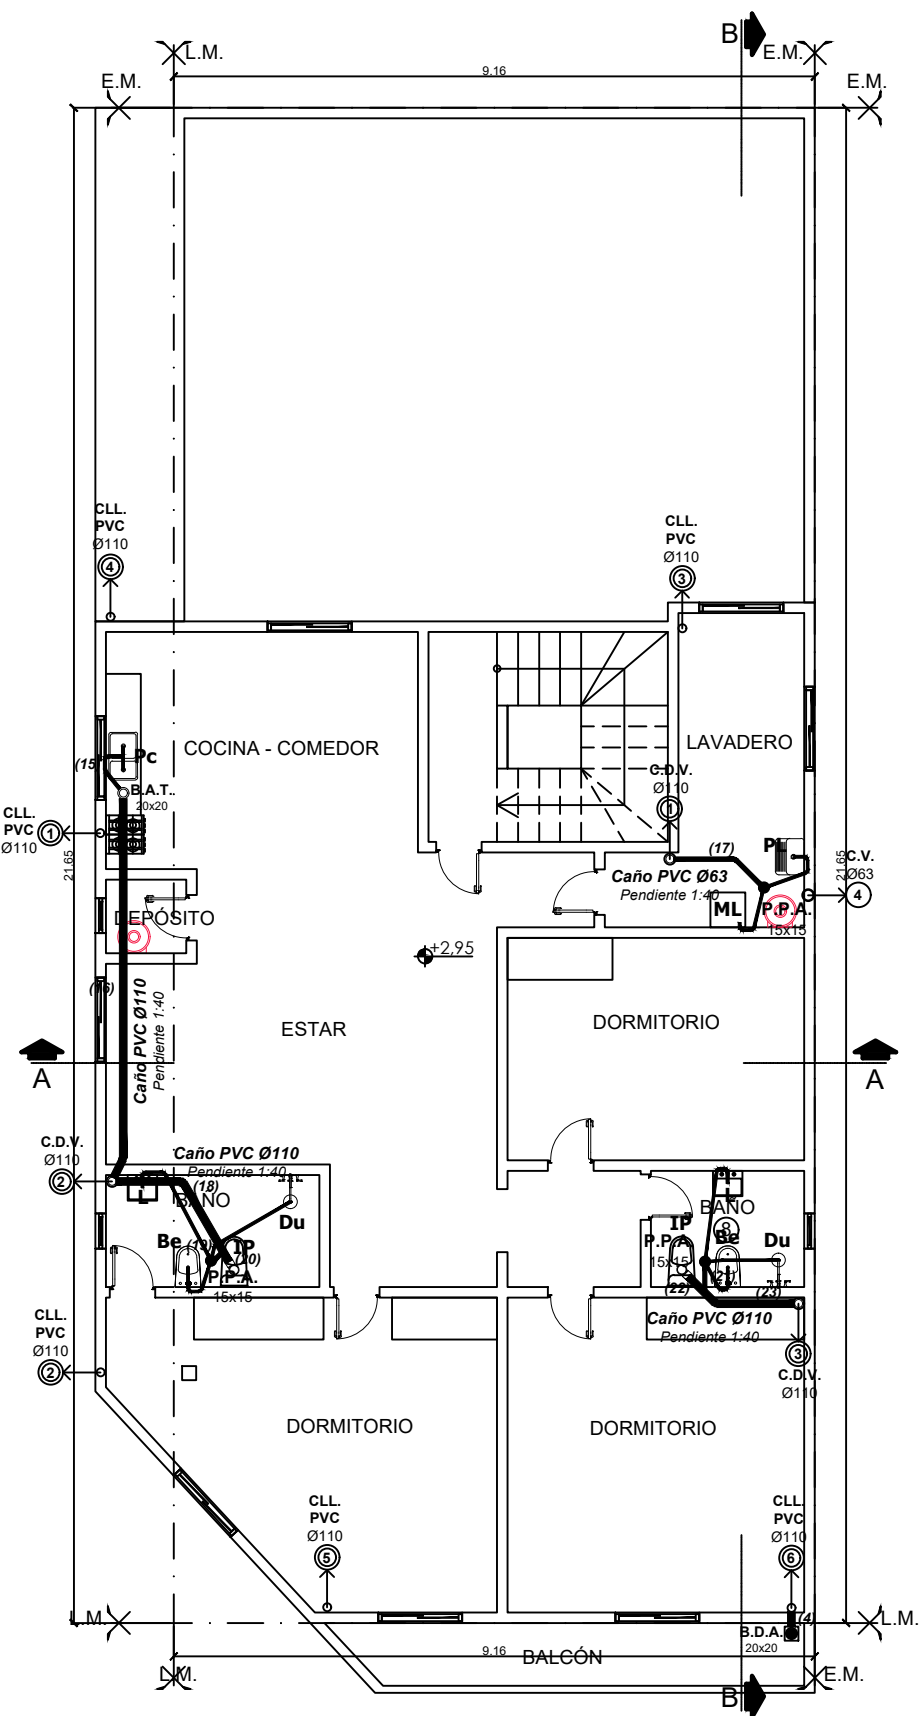 B
L.M.
E.M.
9.16
E.M.
E.M.
CLL.
PVC
Ø110
4
CLL.
PVC
Ø110
3
COCINA - COMEDOR
LAVADERO
Pc
(15)
C.D.V.
Ø110
1
B.A.T.
20x20
CLL.
PVC
Ø110
1
21.65
(17)
PL
21.65
C.V.
Ø63
4
Caño PVC Ø63
Pendiente 1:40
ML
P.P.A.
15x15
DEPÓSITO
+2,95
(16)
Caño PVC Ø110
Pendiente 1:40
ESTAR
DORMITORIO
A
A
C.D.V.
Ø110
2
Caño PVC Ø110
Pendiente 1:40
(18)
L
BAÑO
Du
Be
(19)
IP
(20)
P.P.A.
15x15
L
BAÑO
IP
8
P.P.A.
Be
Du
15x15
(21)
(22)
(23)
Caño PVC Ø110
Pendiente 1:40
3
C.D.V.
Ø110
CLL.
PVC
Ø110
2
DORMITORIO
DORMITORIO
CLL.
PVC
Ø110
5
CLL.
PVC
Ø110
6
L.M.
(4)
L.M.
B.D.A.
20x20
9.16
BALCÓN
L.M.
E.M.
B